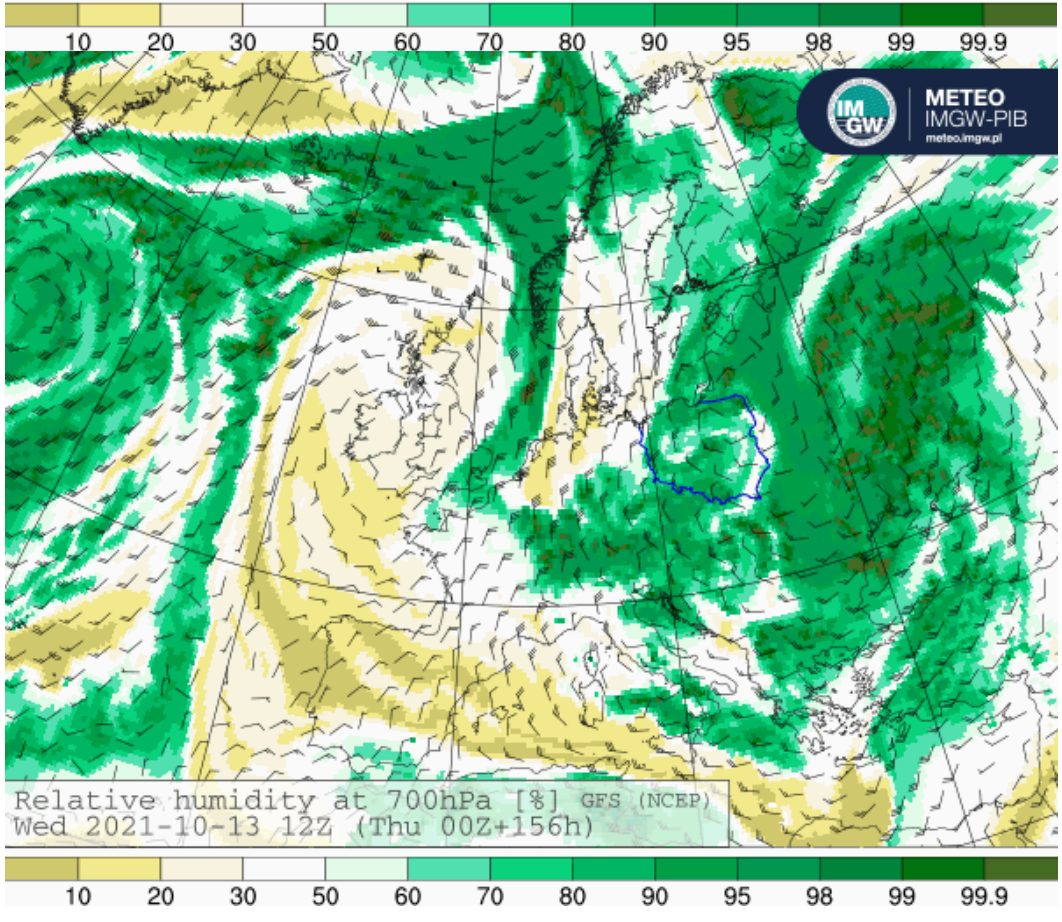 10 20 30 50 60 70 80 90 95 98 99 99.9
IM
GW
METEO
IMGW-PIB
meteo.imgw.pl
Relative humidity at 700hPa [%] GFS (NCEP)
Wed 2021-10-13 12Z (Thu 00Z+156h)
10 20 30 50 60 70 80 90 95 98 99 99.9